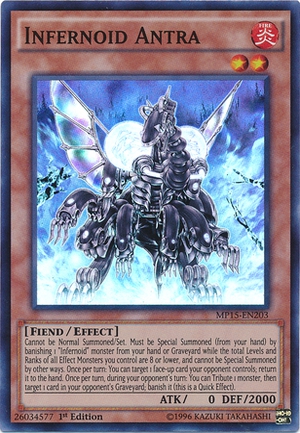 INFERNOID ANTRA
FIRE
炎
MP15-EN203
[FIEND / EFFECT]
Cannot be Normal Summoned/Set. Must be Special Summoned (from your hand) by
banishing 1 "Infernoid" monster from your hand or Graveyard while the total Levels
and Ranks of all Effect Monsters you control are 8 or lower, and cannot be Special Summoned
by other ways. Once per turn: You can target 1 face-up card your opponent controls;
return it to the hand. Once per turn, during your opponent's turn: You can Tribute 1 monster, then
target 1 card in your opponent's Graveyard; banish it (this is a Quick Effect).
ATK/ 0 DEF/2000
26034577 1st Edition ©1996 KAZUKI TAKAHASHI